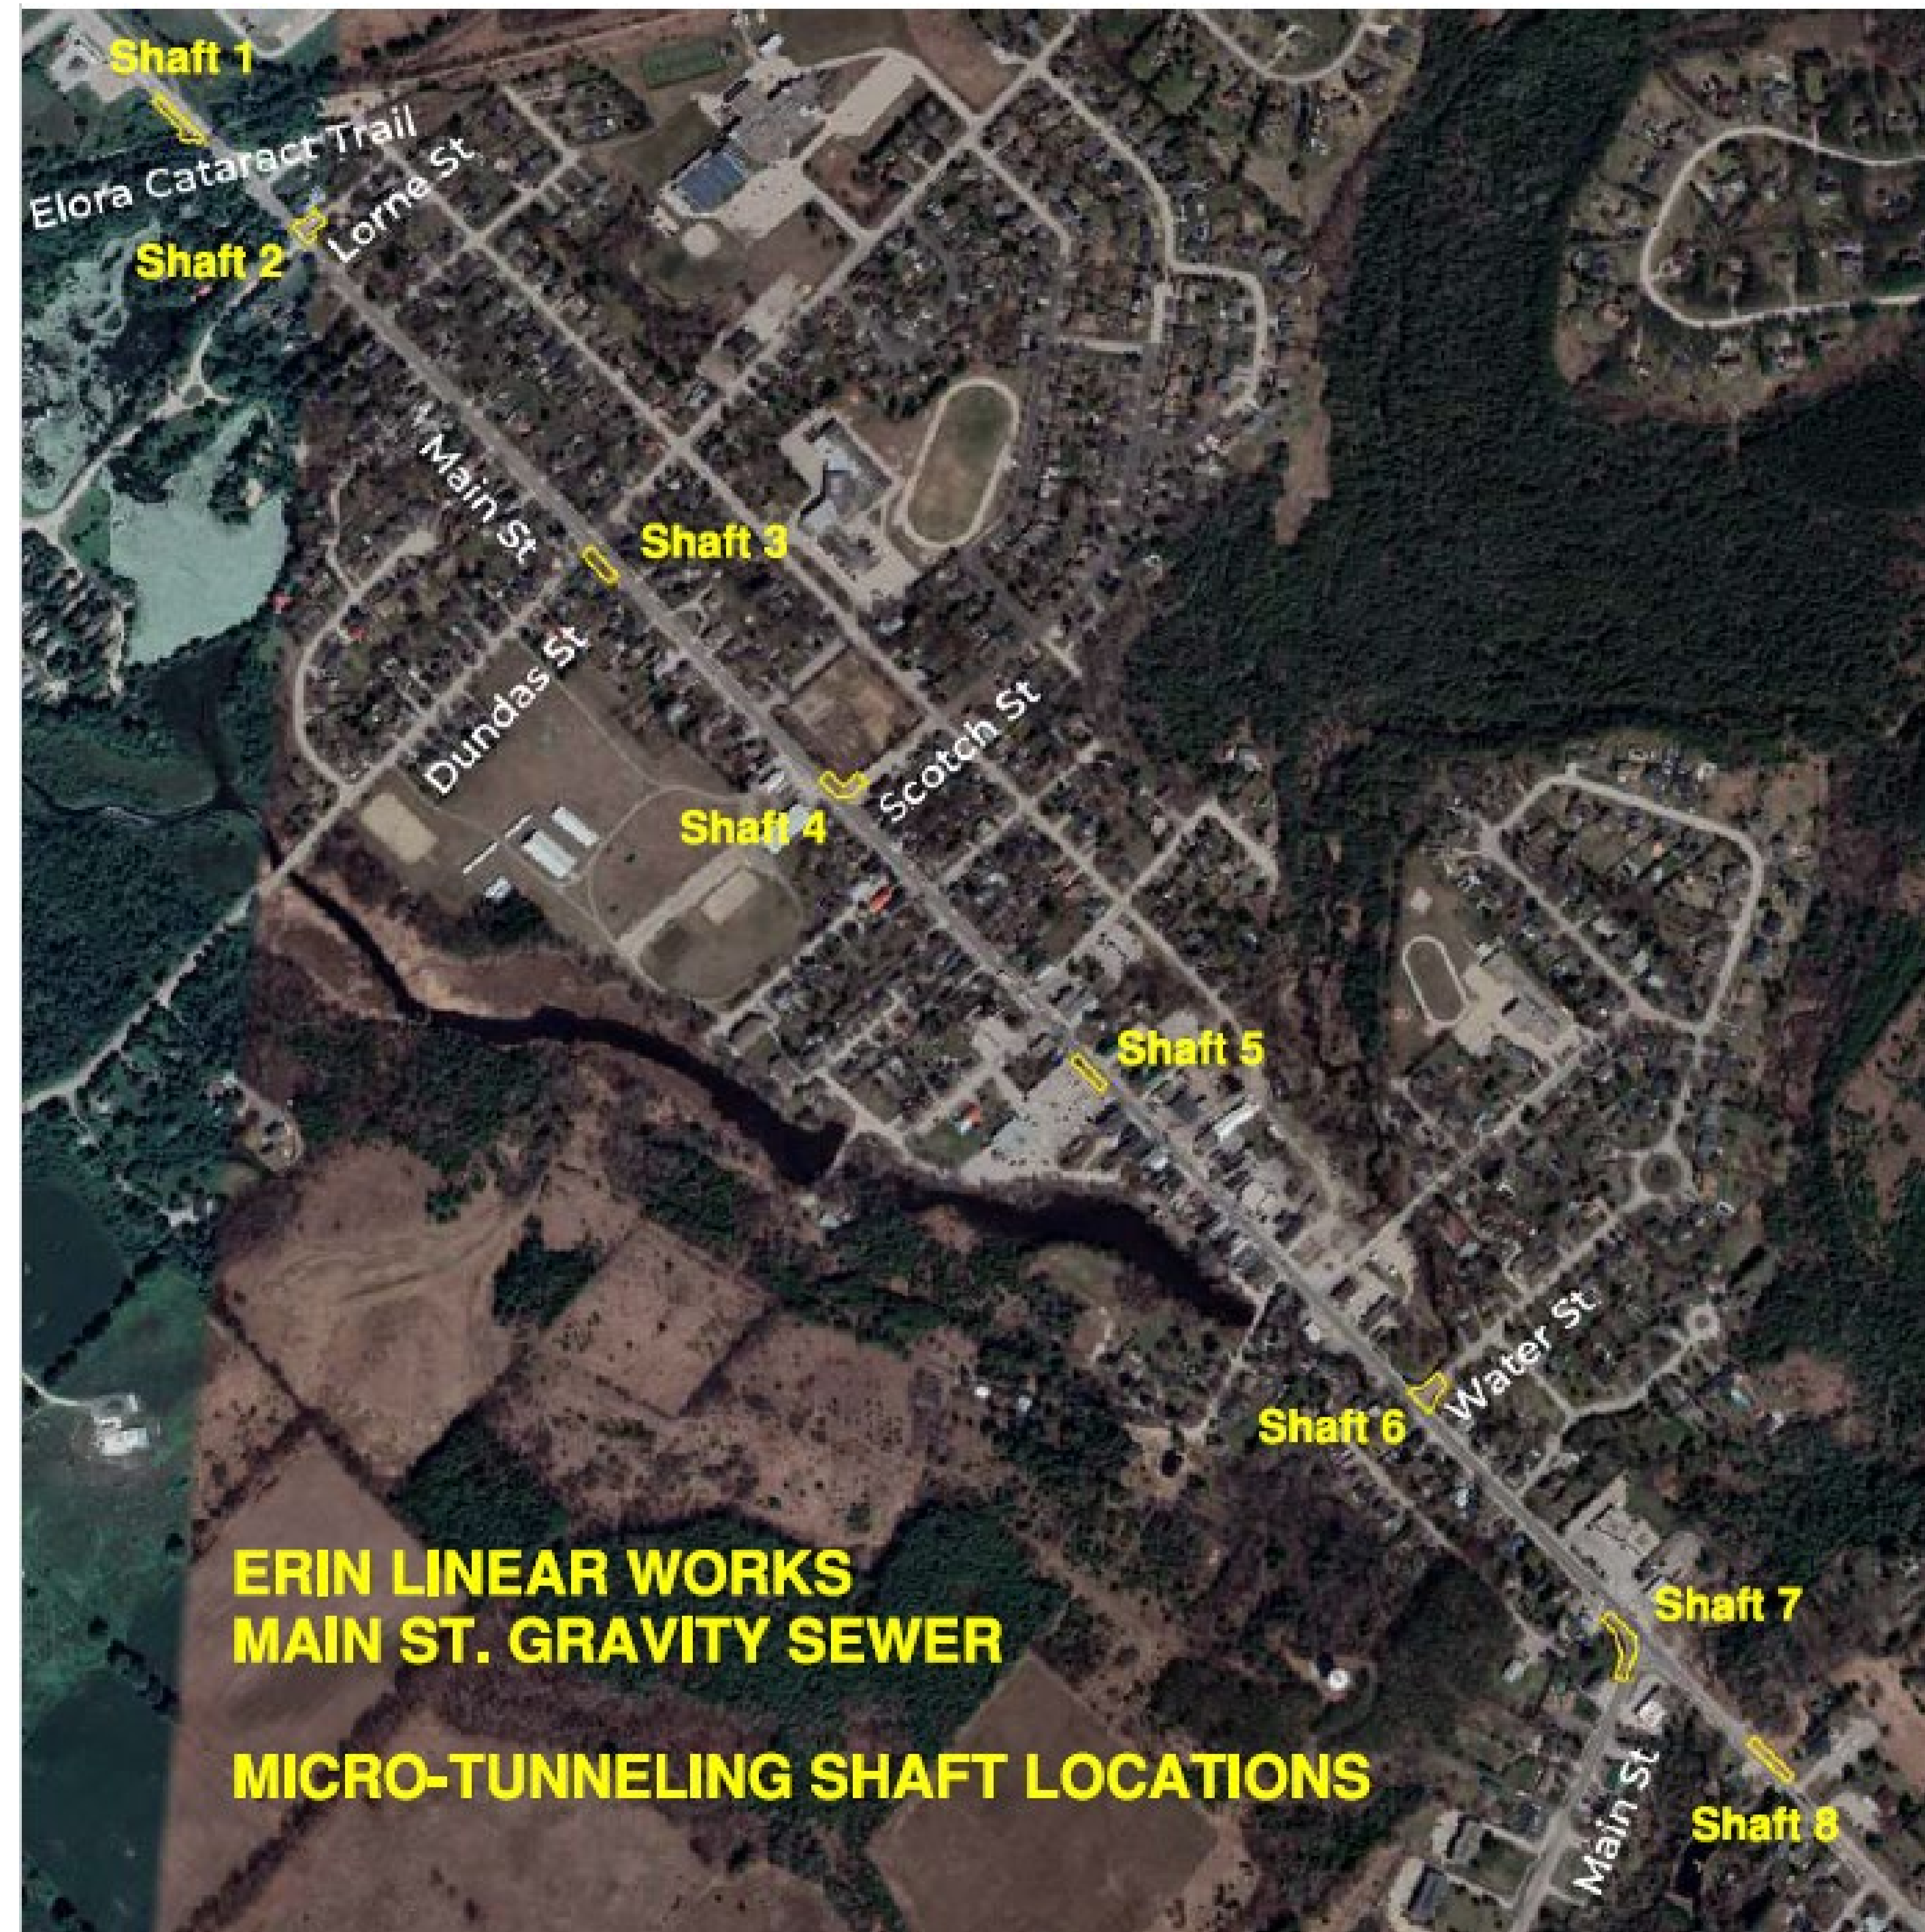 Shaft 1
Elora Cataract Trail
Lorne St
Shaft 2
Main St
Shaft 3
Dundas St
Scotch St
Shaft 4
Shaft 5
Water St
Shaft 6
ERIN LINEAR WORKS
MAIN ST. GRAVITY SEWER
Shaft 7
MICRO-TUNNELING SHAFT LOCATIONS
Main St
Shaft 8